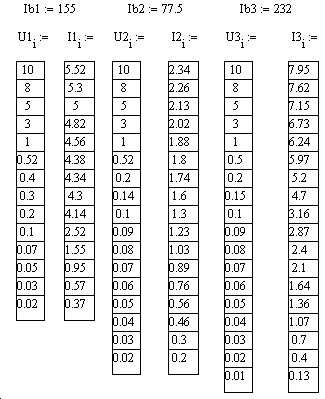 Ib1 := 155 Ib2 := 77.5 Ib3 := 232
U1i := I1i := U2i := I2i := U3i := I3i :=
10 5.52 10 2.34 10 7.95
8 5.3 8 2.26 8 7.62
5 5 5 2.13 5 7.15
3 4.82 3 2.02 3 6.73
1 4.56 1 1.88 1 6.24
0.52 4.38 0.52 1.8 0.5 5.97
0.4 4.34 0.2 1.74 0.2 5.2
0.3 4.3 0.14 1.6 0.15 4.7
0.2 4.14 0.1 1.3 0.1 3.16
0.1 2.52 0.09 1.23 0.09 2.87
0.07 1.55 0.08 1.03 0.08 2.4
0.05 0.95 0.07 0.89 0.07 2.1
0.03 0.57 0.06 0.76 0.06 1.64
0.02 0.37 0.05 0.56 0.05 1.36
0.04 0.46 0.04 1.07
0.03 0.3 0.03 0.7
0.02 0.2 0.02 0.4
0.01 0.13